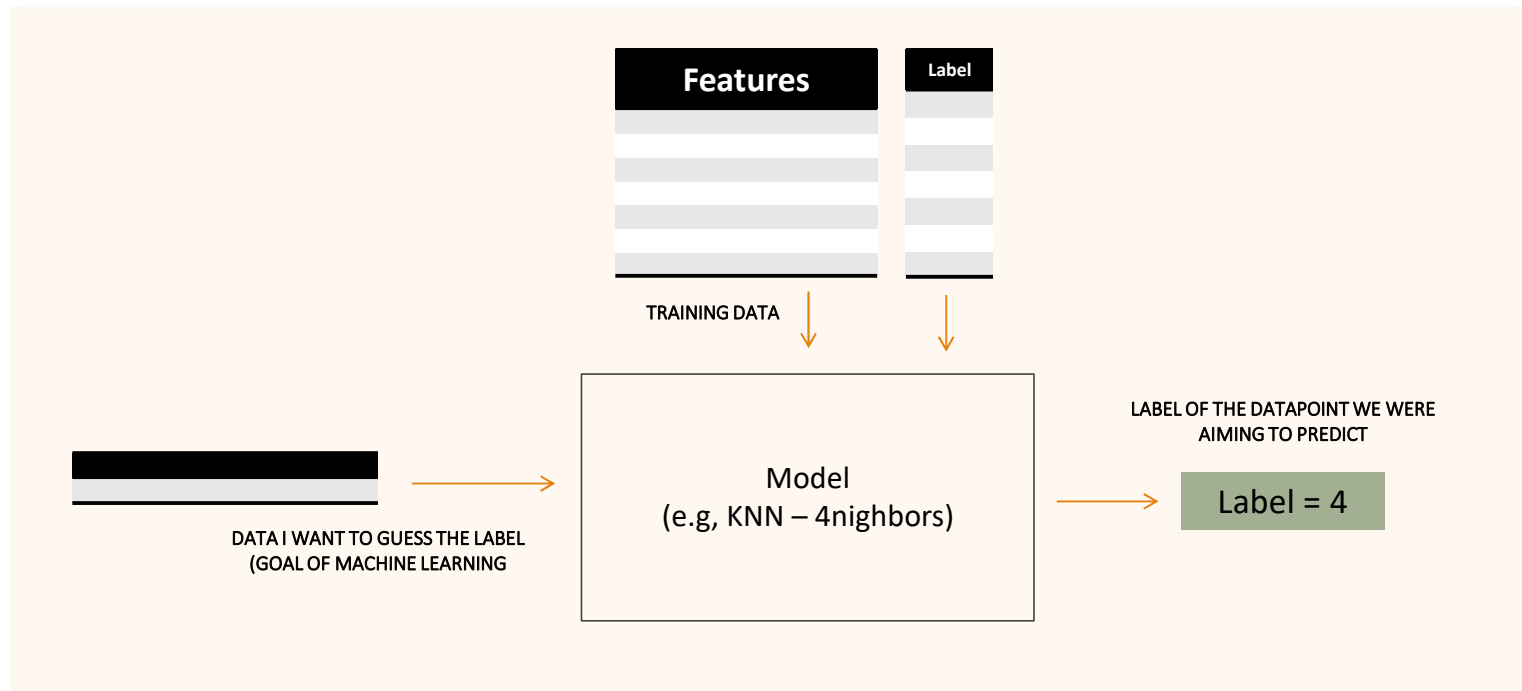 Features
Label
TRAINING DATA
DATA I WANT TO GUESS THE LABEL
(GOAL OF MACHINE LEARNING
Model
(e.g, KNN – 4nighbors)
LABEL OF THE DATAPOINT WE WERE
AIMING TO PREDICT
Label = 4